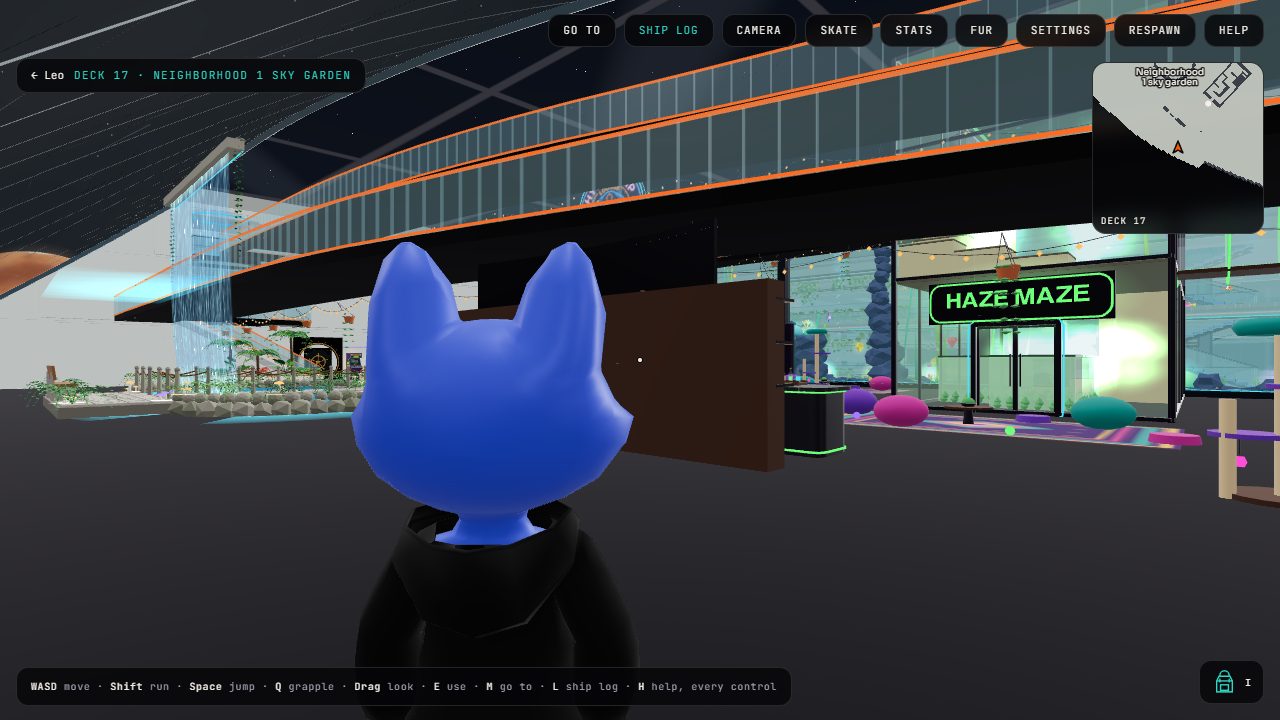 GO TO
SHIP LOG
CAMERA
SKATE
STATS
FUR
SETTINGS
RESPAWN
HELP
← Leo DECK 17 · NEIGHBORHOOD 1 SKY GARDEN
Neighborhood
1 sky garden
DECK 17
HAZE MAZE
WASD move · Shift run · Space jump · Q grapple · Drag look · E use · M go to · L ship log · H help, every control
I